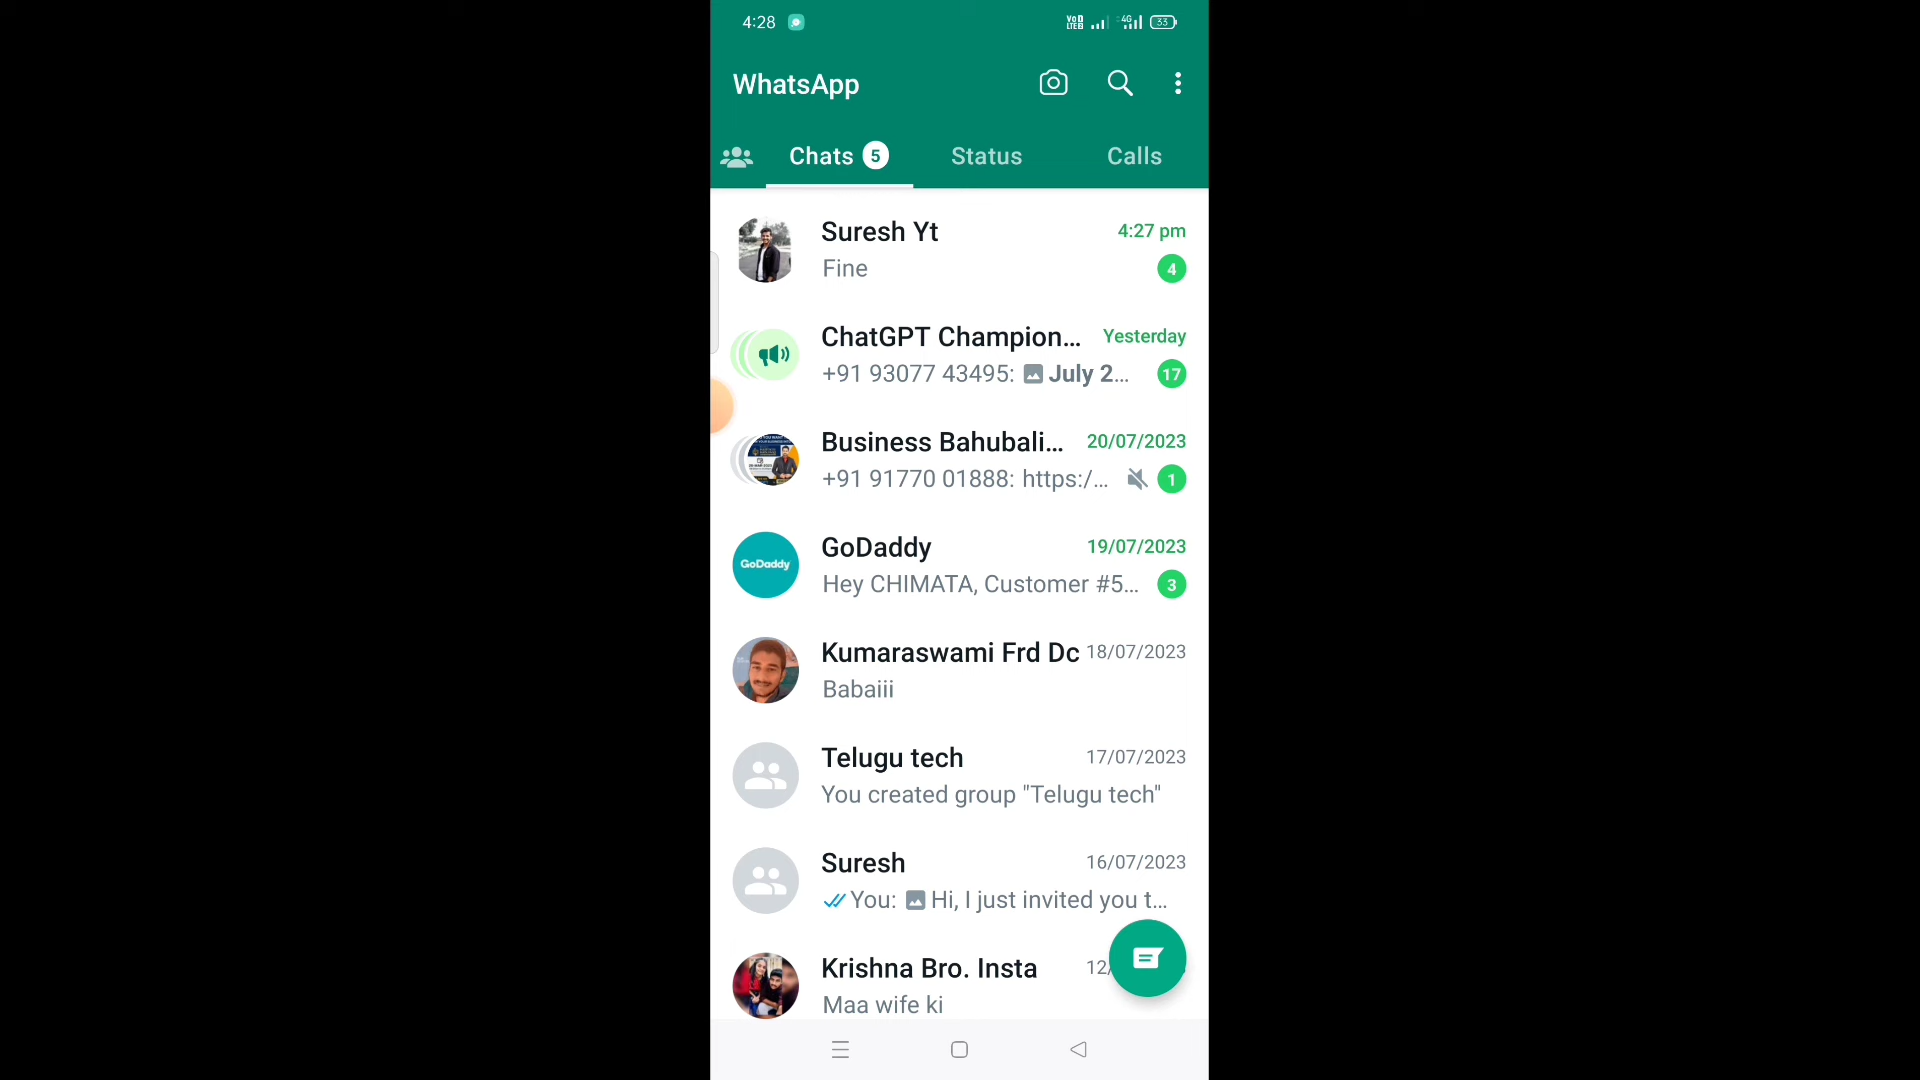 4:28 VoD LTE2 4G 33
WhatsApp
Chats 5 Status Calls
Suresh Yt 4:27 pm
Fine 4
ChatGPT Champion... Yesterday
+91 93077 43495: July 2... 17
Business Bahubali... 20/07/2023
+91 91770 01888: https:/... 1
GoDaddy GoDaddy 19/07/2023
Hey CHIMATA, Customer #5... 3
Kumaraswami Frd Dc 18/07/2023
Babaiii
Telugu tech 17/07/2023
You created group "Telugu tech"
Suresh 16/07/2023
You: Hi, I just invited you t...
Krishna Bro. Insta 12/
Maa wife ki